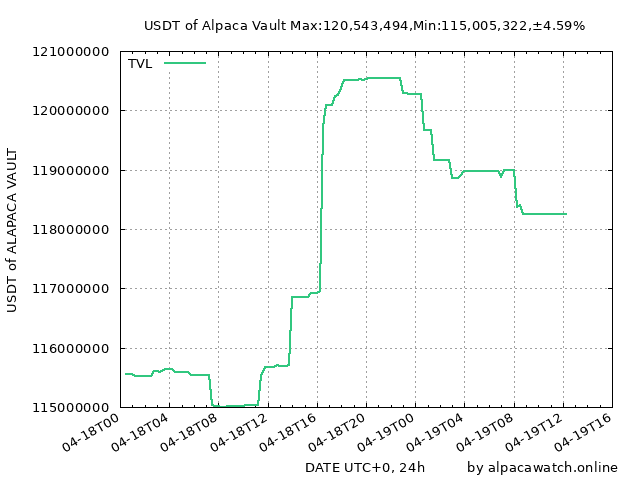 USDT of Alpaca Vault Max:120,543,494,Min:115,005,322,±4.59%
TVL
121000000
120000000
119000000
118000000
117000000
116000000
115000000
USDT of ALAPACA VAULT
04-18T00
04-18T04
04-18T08
04-18T12
04-18T16
04-18T20
04-19T00
04-19T04
04-19T08
04-19T12
04-19T16
DATE UTC+0, 24h
by alpacawatch.online